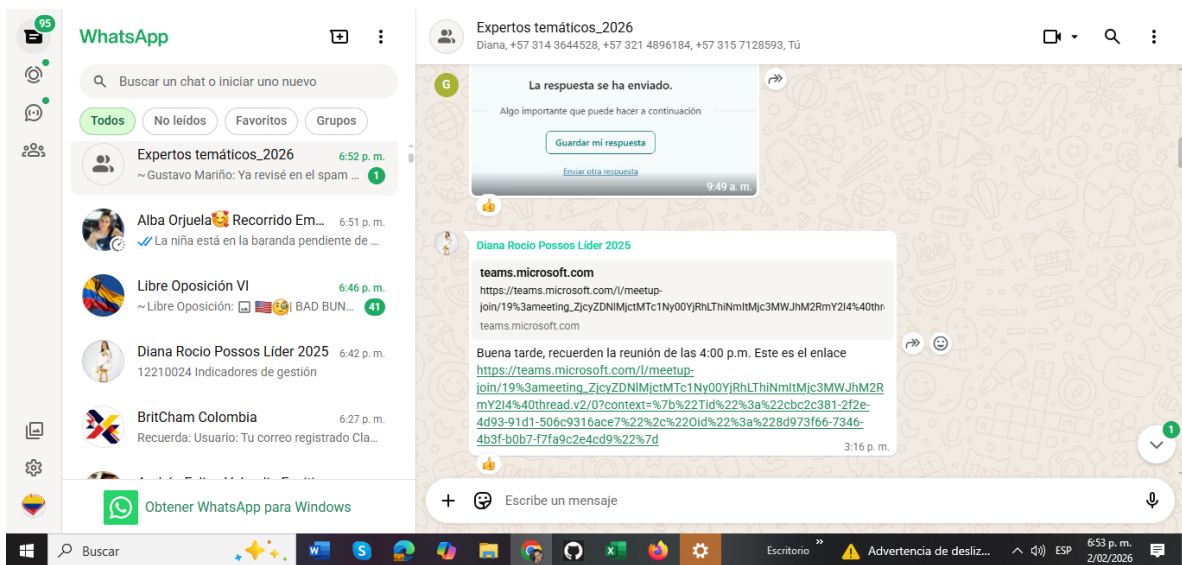 95
WhatsApp
Buscar un chat o iniciar uno nuevo
Todos
No leídos
Favoritos
Grupos
Expertos temáticos_2026
6:52 p. m.
~ Gustavo Mariño: Ya revisé en el spam ...
1
Alba Orjuela🥰 Recorrido Em...
6:51 p. m.
La niña está en la baranda pendiente de ...
Libre Oposición VI
6:46 p. m.
~ Libre Oposición: 🇺🇸🧐| BAD BUN...
41
Diana Rocio Possos Líder 2025
6:42 p. m.
12210024 Indicadores de gestión
BritCham Colombia
6:27 p. m.
Recuerda: Usuario: Tu correo registrado Cla...
Obtener WhatsApp para Windows
Expertos temáticos_2026
Diana, +57 314 3644528, +57 321 4896184, +57 315 7128593, Tú
G
La respuesta se ha enviado.
Algo importante que puede hacer a continuación
Guardar mi respuesta
Enviar otra respuesta
9:49 a. m.
Diana Rocio Possos Líder 2025
teams.microsoft.com
https://teams.microsoft.com/l/meetup-
join/19%3ameeting_ZjcyZDNlMjctMTc1Ny00YjRhLThiNmItMjc3MWJhM2RmY2I4%40thr
teams.microsoft.com
Buena tarde, recuerden la reunión de las 4:00 p.m. Este es el enlace
https://teams.microsoft.com/l/meetup-
join/19%3ameeting_ZjcyZDNlMjctMTc1Ny00YjRhLThiNmItMjc3MWJhM2R
mY2I4%40thread.v2/0?context=%7b%22Tid%22%3a%22cbc2c381-2f2e-
4d93-91d1-506c9316ace7%22%2c%22Oid%22%3a%228d973f66-7346-
4b3f-b0b7-f7fa9c2e4cd9%22%7d
3:16 p. m.
1
Escribe un mensaje
Buscar
Escritorio
Advertencia de desliz...
ESP
6:53 p. m.
2/02/2026